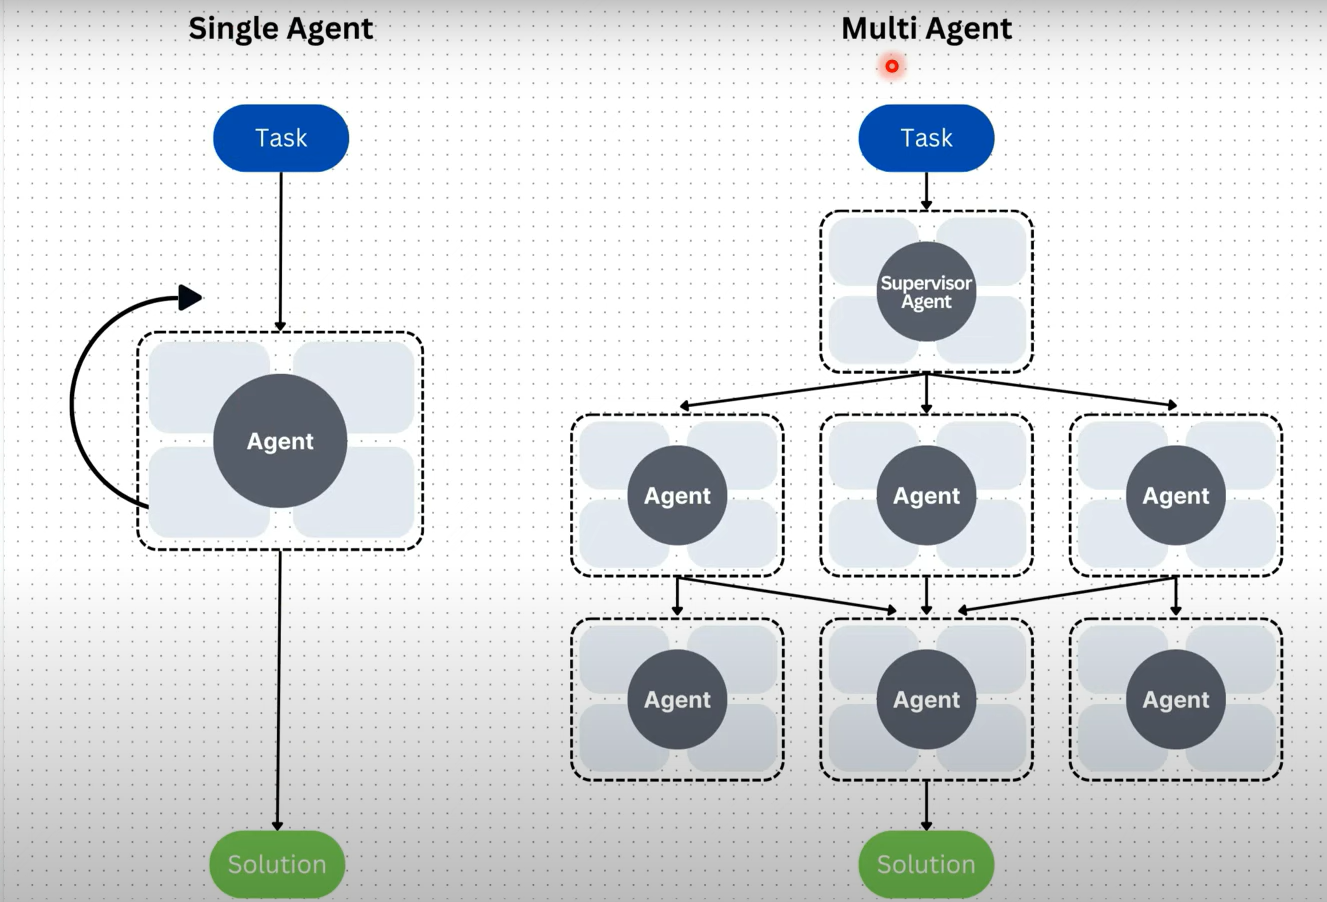 Single Agent
Multi Agent
Task
Task
Supervisor
Agent
Agent
Agent
Agent
Agent
Agent
Agent
Agent
Solution
Solution